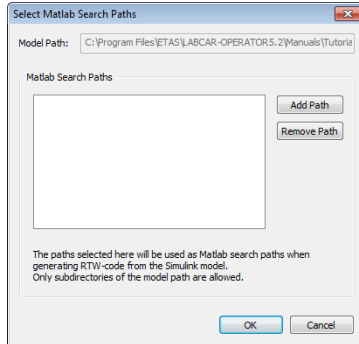 Select Matlab Search Paths
Model Path: C:\Program Files\ETAS\LABCAR-OPERATOR5.2\Manuals\Tutoria
Matlab Search Paths
Add Path
Remove Path
The paths selected here will be used as Matlab search paths when
generating RTW-code from the Simulink model.
Only subdirectories of the model path are allowed.
OK Cancel